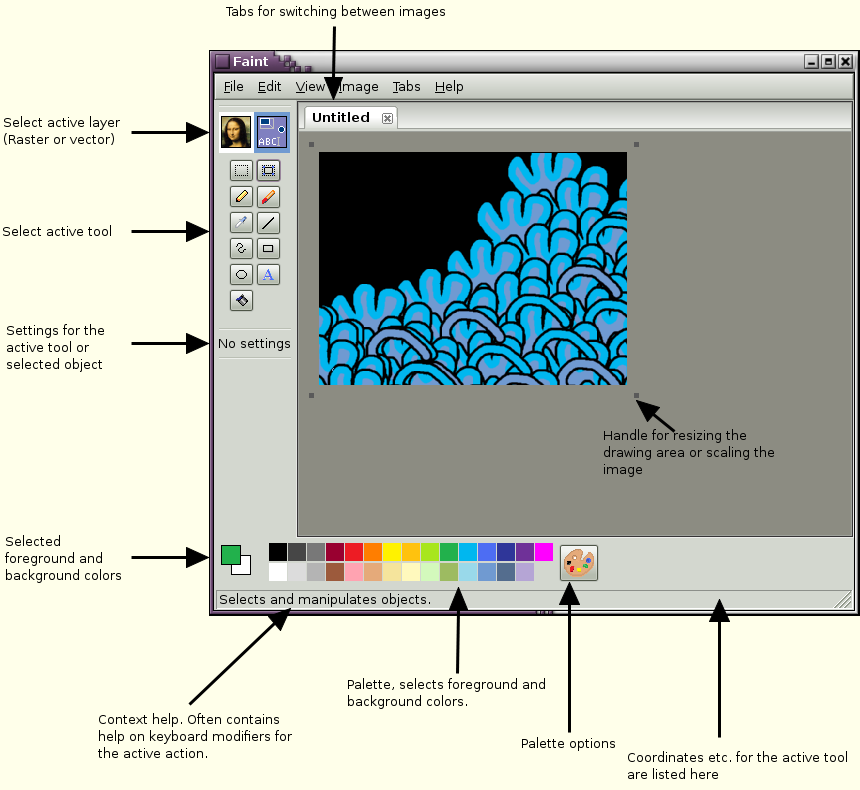 Tabs for switching between images
Faint
File Edit View Image Tabs Help
Untitled
Select active layer
(Raster or vector)
ABC
Select active tool
A
Settings for the
active tool or
selected object
No settings
Handle for resizing the
drawing area or scaling the
image
Selected
foreground and
background colors
Selects and manipulates objects.
Palette, selects foreground and
background colors.
Context help. Often contains
help on keyboard modifiers for
the active action.
Palette options
Coordinates etc. for the active tool
are listed here